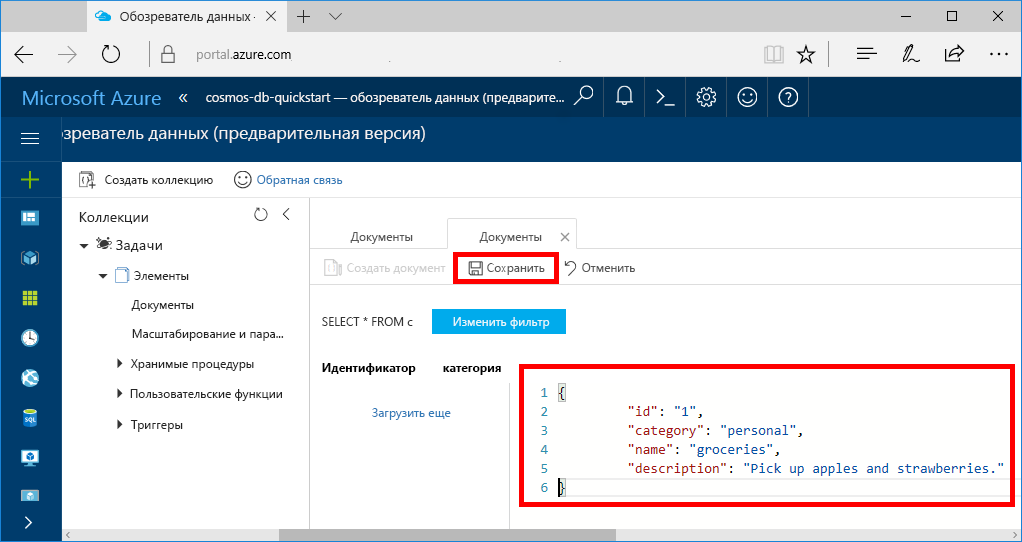 Обозреватель данных -
portal.azure.com
Microsoft Azure « cosmos-db-quickstart — обозреватель данных (предварите...
зреватель данных (предварительная версия)
Создать коллекцию Обратная связь
Коллекции
Задачи
Элементы
Документы
Масштабирование и пара...
Хранимые процедуры
Пользовательские функции
Триггеры
Документы Документы
Создать документ Сохранить Отменить
SELECT * FROM c Изменить фильтр
Идентификатор категория
Загрузить еще
1 {
2 "id": "1",
3 "category": "personal",
4 "name": "groceries",
5 "description": "Pick up apples and strawberries."
6 }
SQL